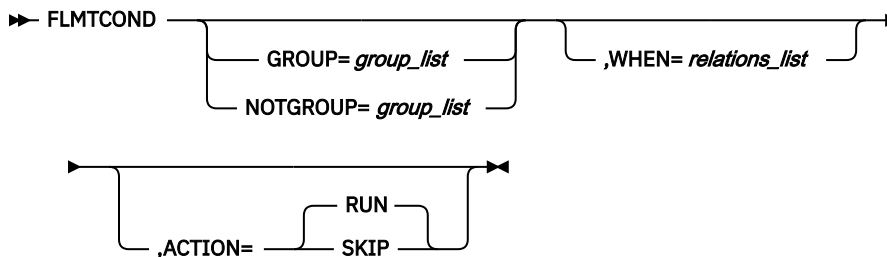 FLMTCOND
GROUP= group_list
NOTGROUP= group_list
,WHEN= relations_list
,ACTION=
RUN
SKIP